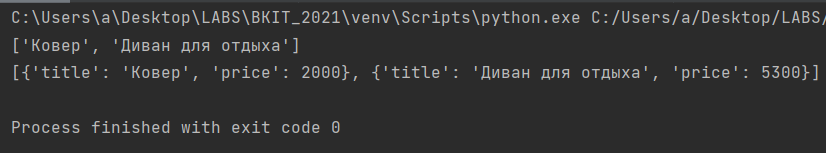 C:\Users\a\Desktop\LABS\BKIT_2021\venv\Scripts\python.exe C:/Users/a/Desktop/LABS/
['Ковер', 'Диван для отдыха']
[{'title': 'Ковер', 'price': 2000}, {'title': 'Диван для отдыха', 'price': 5300}]
Process finished with exit code 0